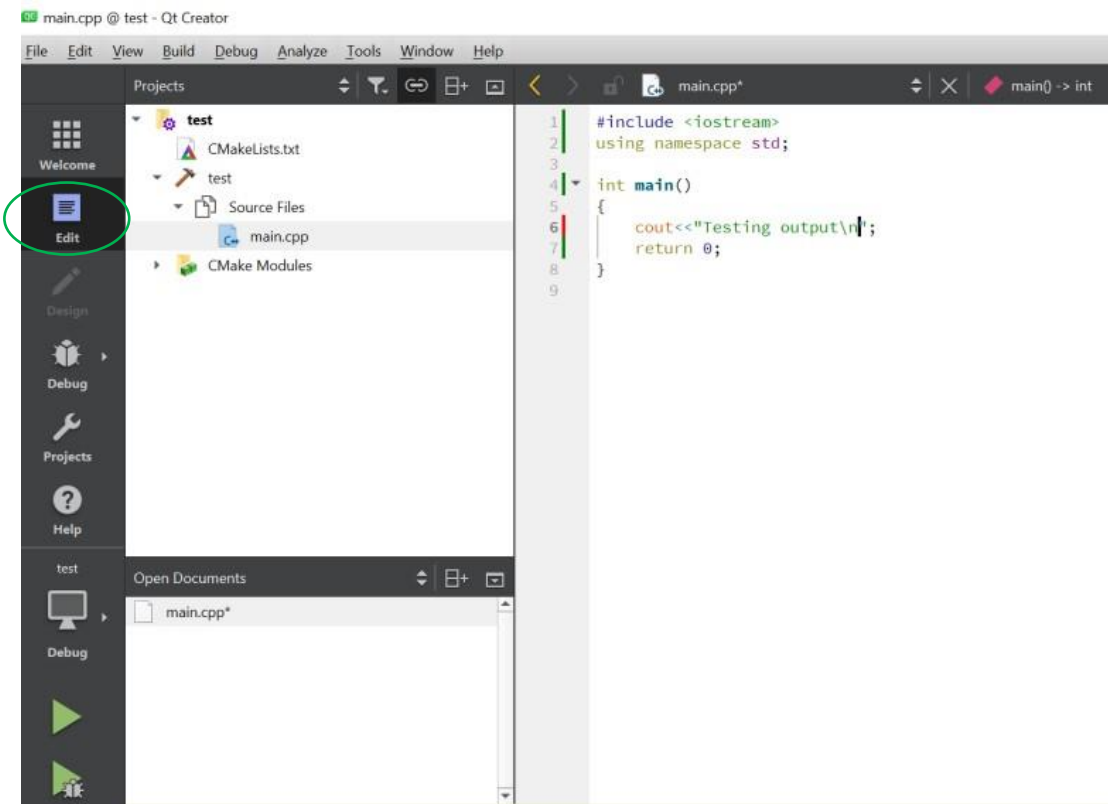 main.cpp @ test - Qt Creator
File Edit View Build Debug Analyze Tools Window Help
Projects
main.cpp*
main() -> int
Welcome
Edit
Design
Debug
Projects
Help
test
Debug
test
CMakeLists.txt
test
Source Files
main.cpp
CMake Modules
Open Documents
main.cpp*
1 #include <iostream>
2 using namespace std;
3
4 int main()
5 {
6 cout<<"Testing output\n";
7 return 0;
8 }
9